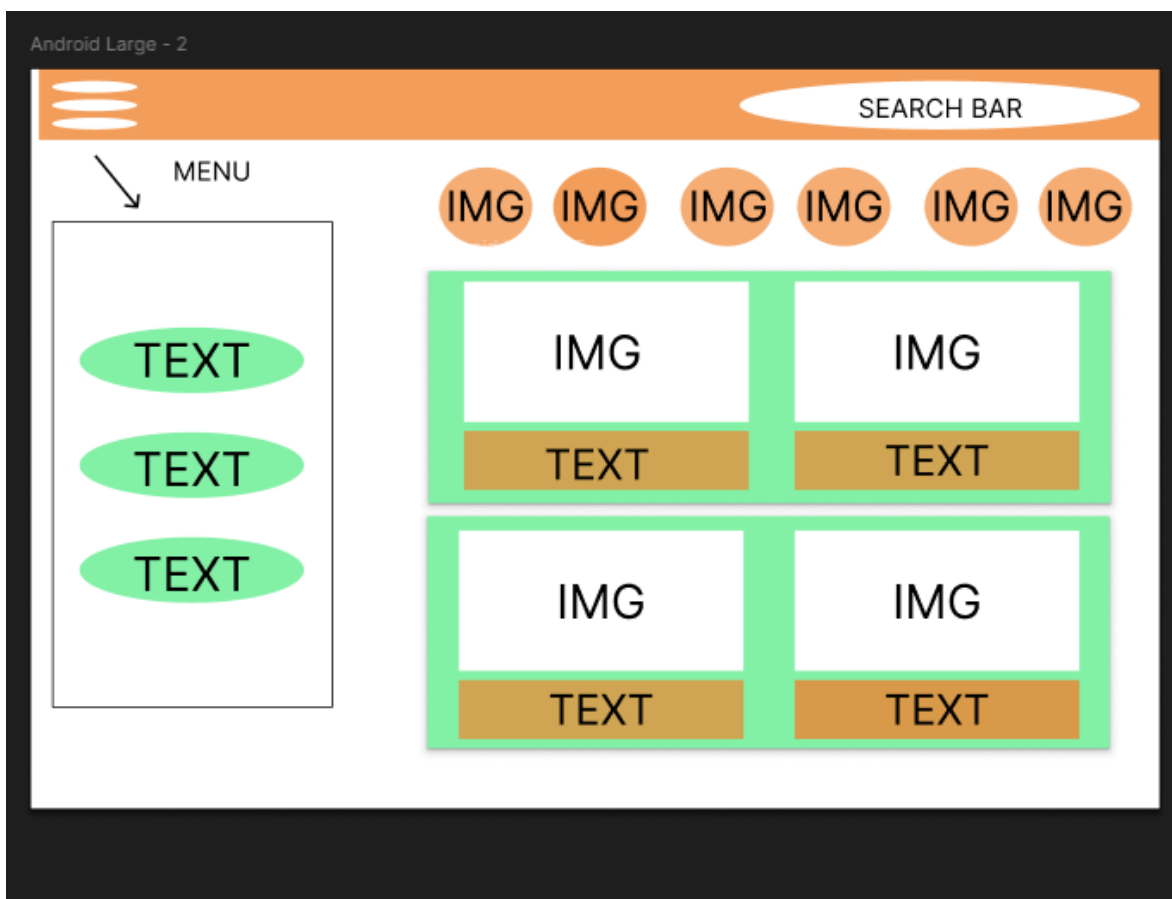 Android Large - 2
SEARCH BAR
MENU
IMG IMG IMG IMG IMG IMG
TEXT
TEXT
TEXT
IMG IMG
TEXT TEXT
IMG IMG
TEXT TEXT